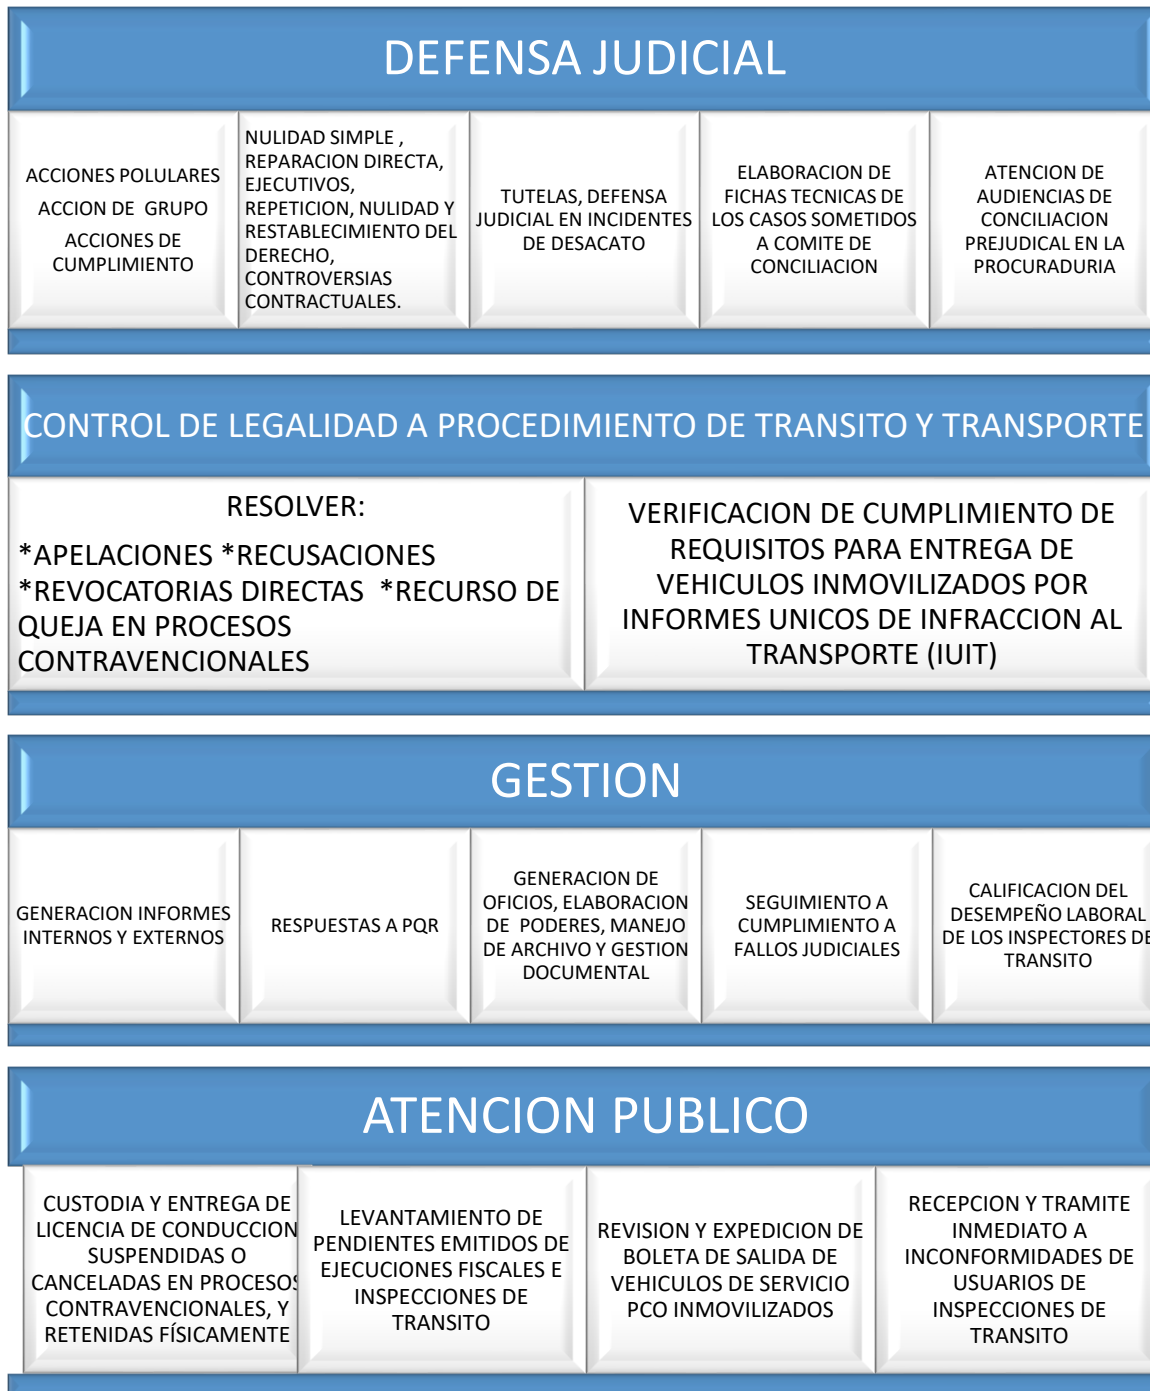 DEFENSA JUDICIAL
ACCIONES POLULARES
ACCION DE GRUPO
ACCIONES DE
CUMPLIMIENTO
NULIDAD SIMPLE ,
REPARACION DIRECTA,
EJECUTIVOS,
REPETICION, NULIDAD Y
RESTABLECIMIENTO DEL
DERECHO,
CONTROVERSIAS
CONTRACTUALES.
TUTELAS, DEFENSA
JUDICIAL EN INCIDENTES
DE DESACATO
ELABORACION DE
FICHAS TECNICAS DE
LOS CASOS SOMETIDOS
A COMITE DE
CONCILIACION
ATENCION DE
AUDIENCIAS DE
CONCILIACION
PREJUDICAL EN LA
PROCURADURIA
CONTROL DE LEGALIDAD A PROCEDIMIENTO DE TRANSITO Y TRANSPORTE
RESOLVER:
*APELACIONES *RECUSACIONES
*REVOCATORIAS DIRECTAS *RECURSO DE
QUEJA EN PROCESOS
CONTRAVENCIONALES
VERIFICACION DE CUMPLIMIENTO DE
REQUISITOS PARA ENTREGA DE
VEHICULOS INMOVILIZADOS POR
INFORMES UNICOS DE INFRACCION AL
TRANSPORTE (IUIT)
GESTION
GENERACION INFORMES
INTERNOS Y EXTERNOS
RESPUESTAS A PQR
GENERACION DE
OFICIOS, ELABORACION
DE PODERES, MANEJO
DE ARCHIVO Y GESTION
DOCUMENTAL
SEGUIMIENTO A
CUMPLIMIENTO A
FALLOS JUDICIALES
CALIFICACION DEL
DESEMPEÑO LABORAL
DE LOS INSPECTORES DE
TRANSITO
ATENCION PUBLICO
CUSTODIA Y ENTREGA DE
LICENCIA DE CONDUCCION
SUSPENDIDAS O
CANCELADAS EN PROCESOS
CONTRAVENCIONALES, Y
RETENIDAS FÍSICAMENTE
LEVANTAMIENTO DE
PENDIENTES EMITIDOS DE
EJECUCIONES FISCALES E
INSPECCIONES DE
TRANSITO
REVISION Y EXPEDICION DE
BOLETA DE SALIDA DE
VEHICULOS DE SERVICIO
PCO INMOVILIZADOS
RECEPCION Y TRAMITE
INMEDIATO A
INCONFORMIDADES DE
USUARIOS DE
INSPECCIONES DE
TRANSITO